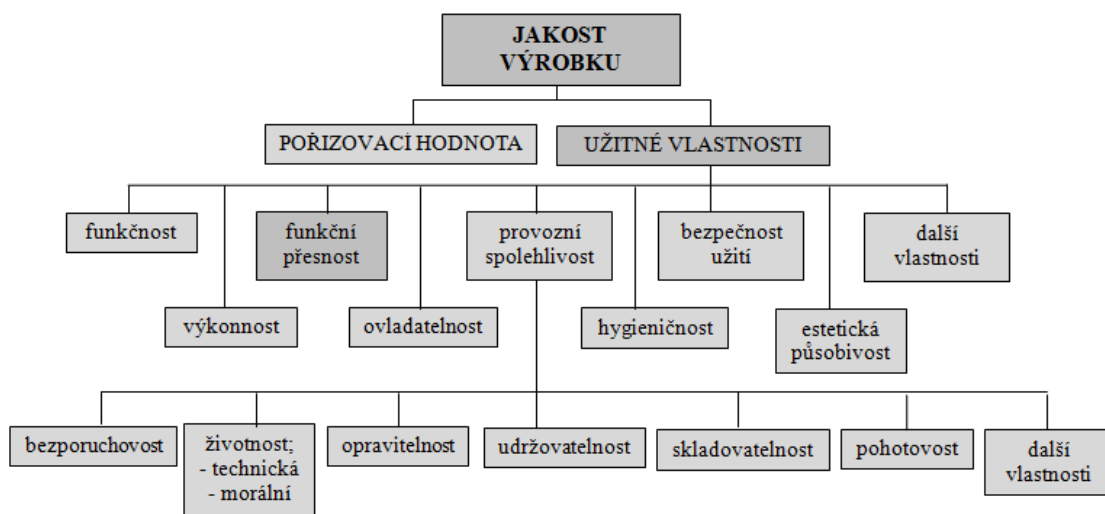 JAKOST
VÝROBKU
POŘIZOVACÍ HODNOTA
UŽITNÉ VLASTNOSTI
funkčnost
funkční
přesnost
provozní
spolehlivost
bezpečnost
užití
další
vlastnosti
výkonnost
ovladatelnost
hygieničnost
estetická
působivost
bezporuchovost
životnost;
- technická
- morální
opravitelnost
udržovatelnost
skladovatelnost
pohotovost
další
vlastnosti